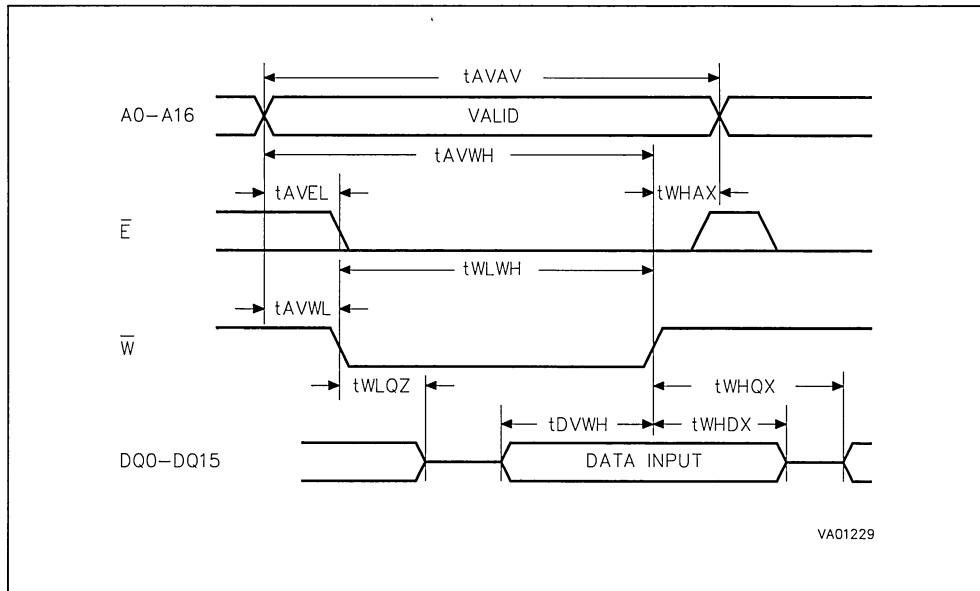 tAVAV
A0-A16
VALID
tAVWH
tAVEL
tWHAX
E̅
tWLWH
tAVWL
W̅
tWLQZ
tWHQX
tDVWH
tWHDX
DQ0-DQ15
DATA INPUT
VA01229